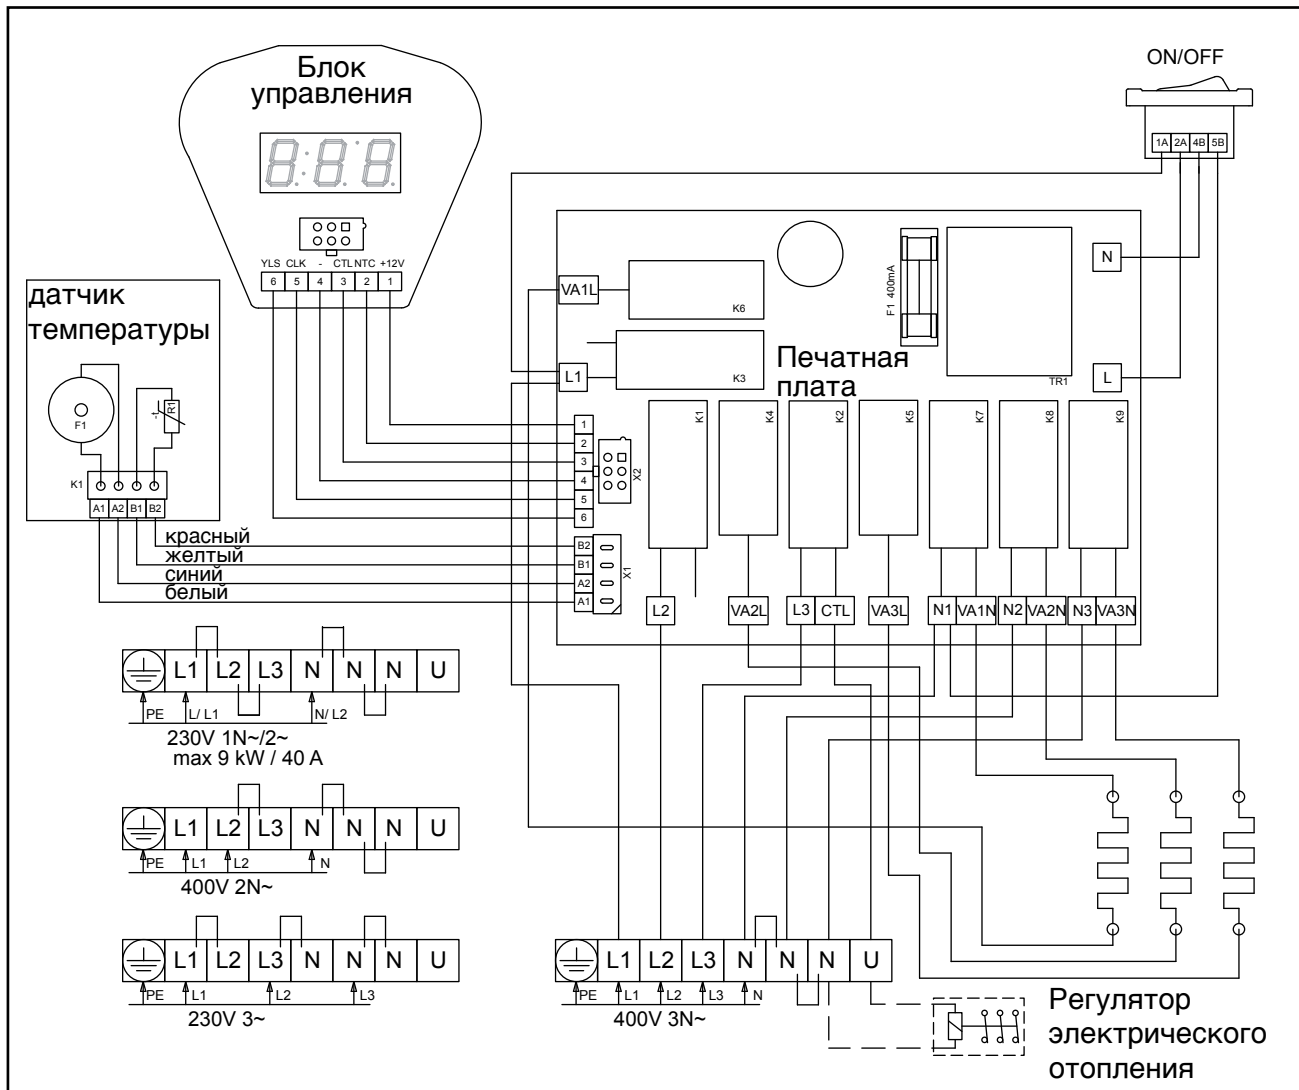 Блок
управления
YLS CLK - CTL NTC +12V
6 5 4 3 2 1
ON/OFF
1A 2A 4B 5B
датчик
температуры
F1
-t
R1
K1
A1 A2 B1 B2
красный
желтый
синий
белый
VA1L
K6
L1
K3
Печатная
плата
F1 400mA
TR1
N
L
K1 K4 K2 K5 K7 K8 K9
1
2
3
4
5
6
X2
B2
B1
A2
A1
X1
L2 VA2L L3 CTL VA3L N1 VA1N N2 VA2N N3 VA3N
L1 L2 L3 N N N U
PE L/ L1 N/ L2
230V 1N~/2~
max 9 kW / 40 A
L1 L2 L3 N N N U
PE L1 L2 N
400V 2N~
L1 L2 L3 N N N U
PE L1 L2 L3
230V 3~
L1 L2 L3 N N N U
PE L1 L2 L3 N
400V 3N~
Регулятор
электрического
отопления